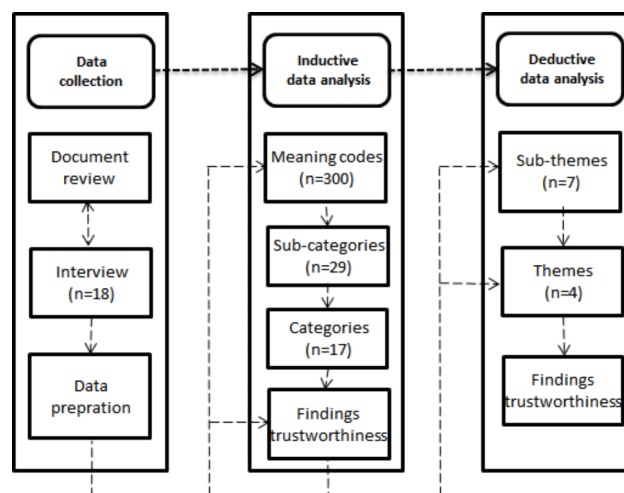 Data
collection
Document
review
Interview
(n=18)
Data
prepration
Inductive
data analysis
Meaning codes
(n=300)
Sub-categories
(n=29)
Categories
(n=17)
Findings
trustworthiness
Deductive
data analysis
Sub-themes
(n=7)
Themes
(n=4)
Findings
trustworthiness